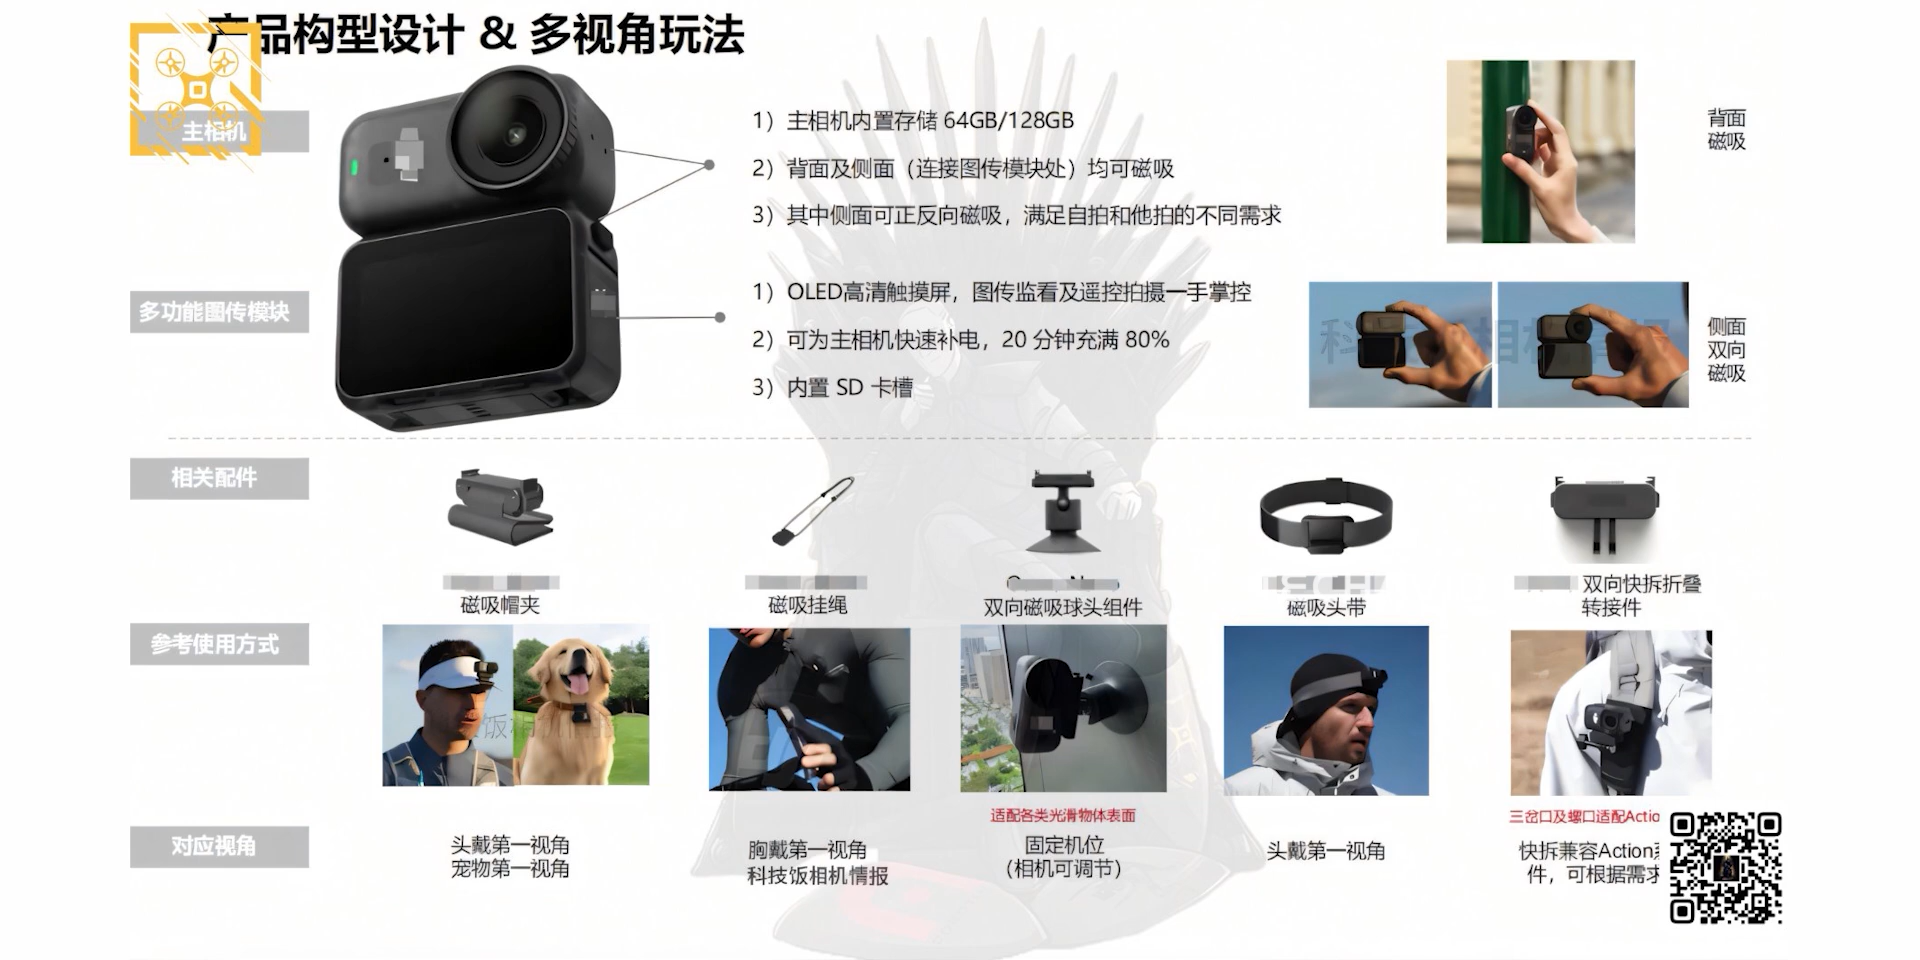 产品构型设计 & 多视角玩法
主相机
1）主相机内置存储 64GB/128GB
2）背面及侧面（连接图传模块处）均可磁吸
3）其中侧面可正反向磁吸，满足自拍和他拍的不同需求
背面
磁吸
多功能图传模块
1）OLED高清触摸屏，图传监看及遥控拍摄一手掌控
2）可为主相机快速补电，20 分钟充满 80%
3）内置 SD 卡槽
侧面
双向
磁吸
相关配件
磁吸帽夹
磁吸挂绳
双向磁吸球头组件
磁吸头带
双向快拆折叠
转接件
参考使用方式
适配各类光滑物体表面
三岔口及螺口适配Actio
对应视角
头戴第一视角
宠物第一视角
胸戴第一视角
科技饭相机情报
固定机位
（相机可调节）
头戴第一视角
快拆兼容Action
件，可根据需求